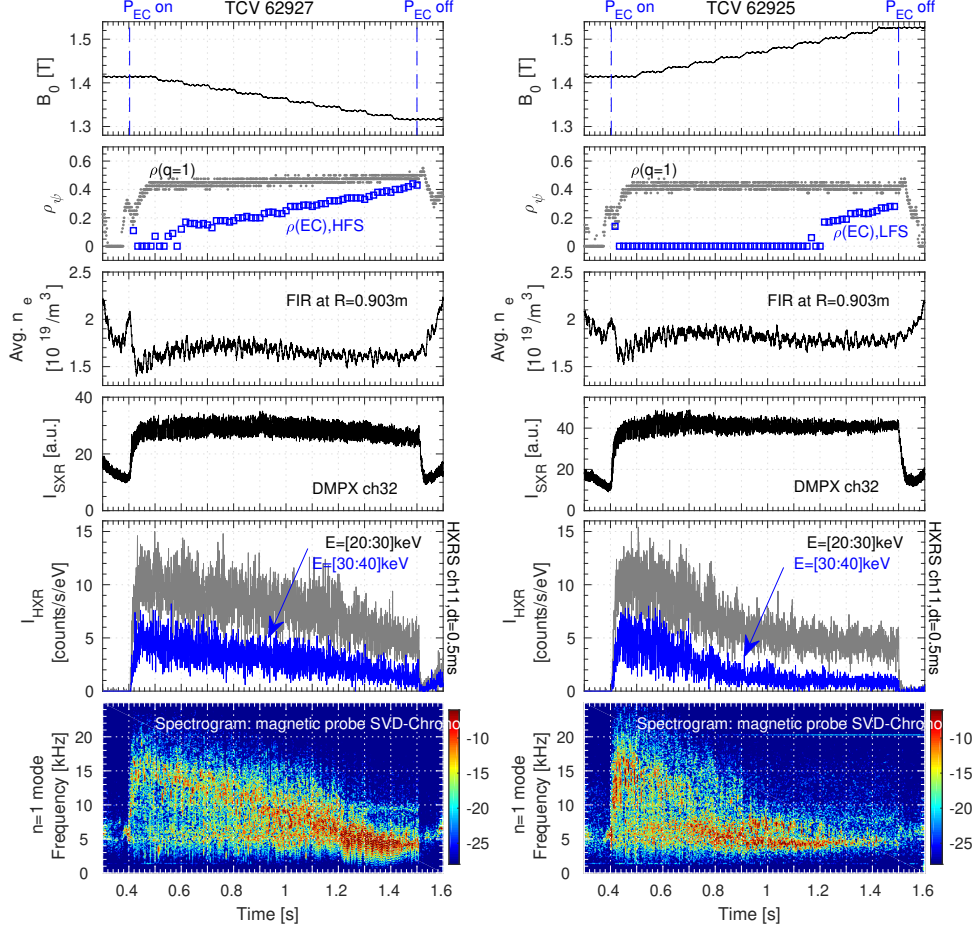 P_EC on TCV 62927 P_EC off
1.5
1.4
1.3
B_0 [T]
0.6
0.4
0.2
0
ρ_ψ
ρ(q=1)
ρ(EC),HFS
2.5
2
1.5
Avg. n_e
[10^19/m^3]
FIR at R=0.903m
40
20
0
I_SXR [a.u.]
DMPX ch32
15
10
5
0
I_HXR
[counts/s/eV]
E=[20:30]keV
E=[30:40]keV
HXRS ch11,dt=0.5ms
Spectrogram: magnetic probe SVD-Chrono
20
15
10
5
0
n=1 mode
Frequency [kHz]
-10
-15
-20
-25
0.4 0.6 0.8 1 1.2 1.4 1.6
Time [s]
P_EC on TCV 62925 P_EC off
1.5
1.4
1.3
B_0 [T]
0.6
0.4
0.2
0
ρ_ψ
ρ(q=1)
ρ(EC),LFS
2.5
2
1.5
Avg. n_e
[10^19/m^3]
FIR at R=0.903m
40
20
0
I_SXR [a.u.]
DMPX ch32
15
10
5
0
I_HXR
[counts/s/eV]
E=[20:30]keV
E=[30:40]keV
HXRS ch11,dt=0.5ms
Spectrogram: magnetic probe SVD-Chrono
20
15
10
5
0
n=1 mode
Frequency [kHz]
-10
-15
-20
-25
0.4 0.6 0.8 1 1.2 1.4 1.6
Time [s]